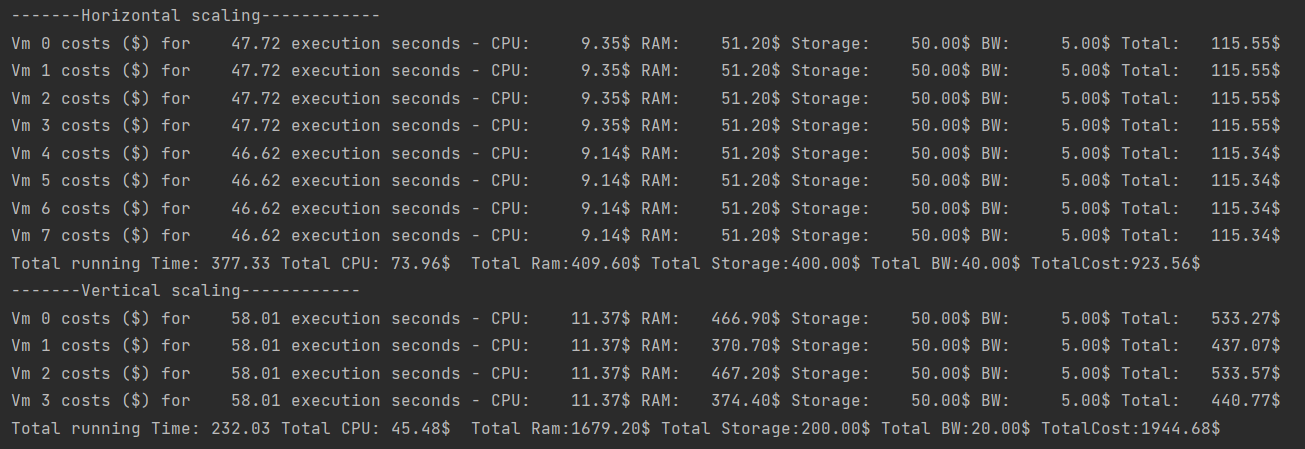 -------Horizontal scaling------------
Vm 0 costs ($) for    47.72 execution seconds - CPU:     9.35$ RAM:    51.20$ Storage:    50.00$ BW:     5.00$ Total:   115.55$
Vm 1 costs ($) for    47.72 execution seconds - CPU:     9.35$ RAM:    51.20$ Storage:    50.00$ BW:     5.00$ Total:   115.55$
Vm 2 costs ($) for    47.72 execution seconds - CPU:     9.35$ RAM:    51.20$ Storage:    50.00$ BW:     5.00$ Total:   115.55$
Vm 3 costs ($) for    47.72 execution seconds - CPU:     9.35$ RAM:    51.20$ Storage:    50.00$ BW:     5.00$ Total:   115.55$
Vm 4 costs ($) for    46.62 execution seconds - CPU:     9.14$ RAM:    51.20$ Storage:    50.00$ BW:     5.00$ Total:   115.34$
Vm 5 costs ($) for    46.62 execution seconds - CPU:     9.14$ RAM:    51.20$ Storage:    50.00$ BW:     5.00$ Total:   115.34$
Vm 6 costs ($) for    46.62 execution seconds - CPU:     9.14$ RAM:    51.20$ Storage:    50.00$ BW:     5.00$ Total:   115.34$
Vm 7 costs ($) for    46.62 execution seconds - CPU:     9.14$ RAM:    51.20$ Storage:    50.00$ BW:     5.00$ Total:   115.34$
Total running Time: 377.33 Total CPU: 73.96$  Total Ram:409.60$ Total Storage:400.00$ Total BW:40.00$ TotalCost:923.56$
-------Vertical scaling------------
Vm 0 costs ($) for    58.01 execution seconds - CPU:    11.37$ RAM:   466.90$ Storage:    50.00$ BW:     5.00$ Total:   533.27$
Vm 1 costs ($) for    58.01 execution seconds - CPU:    11.37$ RAM:   370.70$ Storage:    50.00$ BW:     5.00$ Total:   437.07$
Vm 2 costs ($) for    58.01 execution seconds - CPU:    11.37$ RAM:   467.20$ Storage:    50.00$ BW:     5.00$ Total:   533.57$
Vm 3 costs ($) for    58.01 execution seconds - CPU:    11.37$ RAM:   374.40$ Storage:    50.00$ BW:     5.00$ Total:   440.77$
Total running Time: 232.03 Total CPU: 45.48$  Total Ram:1679.20$ Total Storage:200.00$ Total BW:20.00$ TotalCost:1944.68$